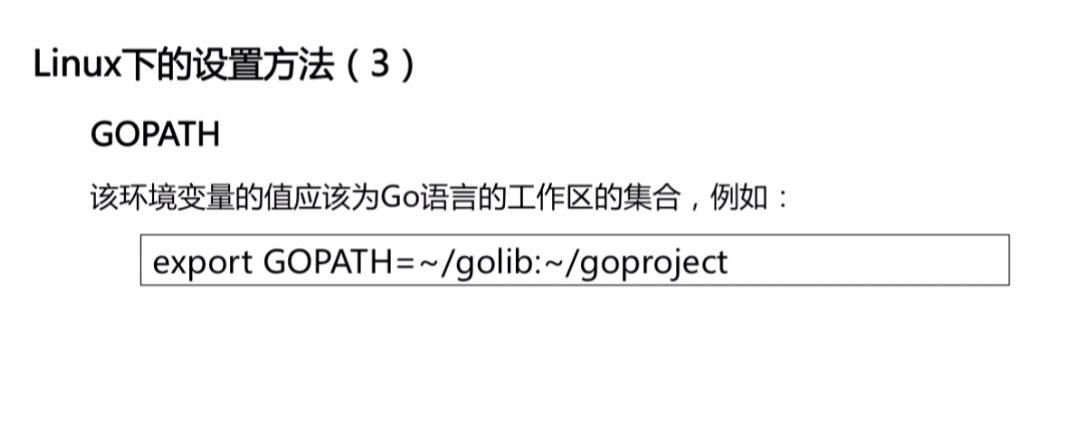 Linux下的设置方法（3）
GOPATH
该环境变量的值应该为Go语言的工作区的集合，例如：
export GOPATH=~/golib:~/goproject